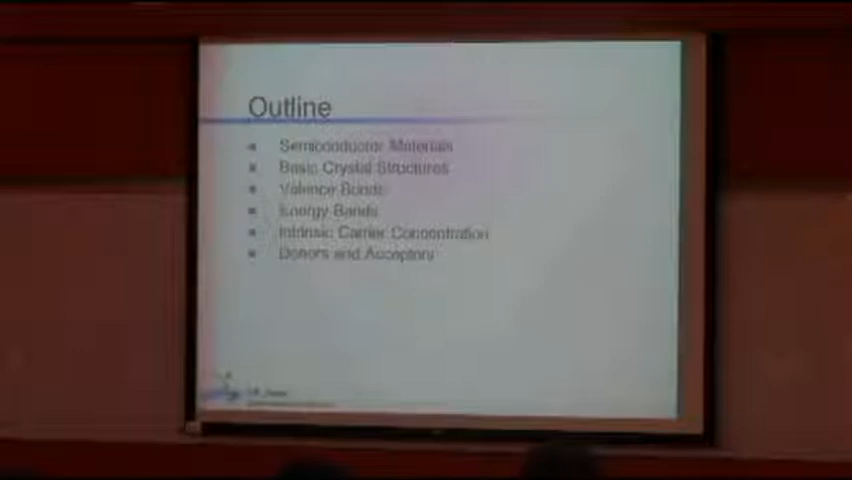 Outline
Semiconductor Materials
Basic Crystal Structures
Valence Bonds
Energy Bands
Intrinsic Carrier Concentration
Donors and Acceptors